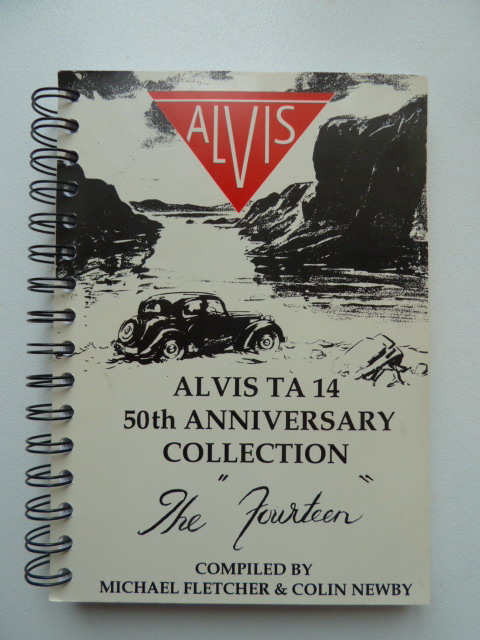 ALVIS
ALVIS TA 14
50th ANNIVERSARY
COLLECTION
The "Fourteen"
COMPILED BY
MICHAEL FLETCHER & COLIN NEWBY